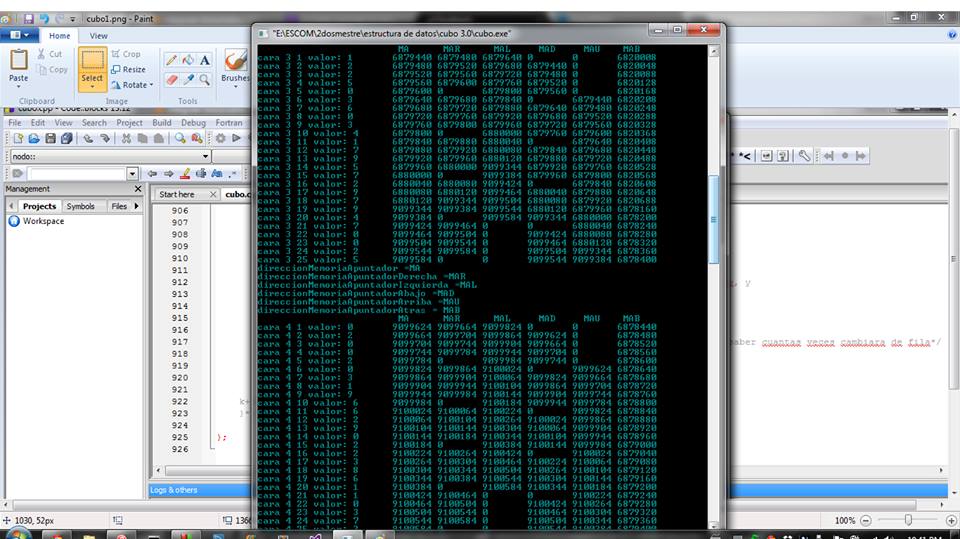 cubo1.png - Paint
Home
View
Paste
Cut
Copy
Clipboard
Select
Crop
Resize
Rotate
Image
Tools
Brushes
File Edit View Search Project Build Debug Fortran
nodo::
Management
Projects Symbols Files
Workspace
Start here
cubo.c
906
907
908
909
910
911
912
913
914
915
916
917
918
919
920
921
922
923
924
925
926
k+
}*
};
, y
saber cuantas veces cambiara de fila*/
Logs & others
"E:\ESCOM\2dosmestre\estructura de datos\cubo 3.0\cubo.exe"
MA MAR MAL MAD MAU MAB
cara 3 1 valor: 1 6879440 6879480 6879640 0 0 6820008
cara 3 2 valor: 2 6879480 6879520 6879680 6879440 0 6820048
cara 3 3 valor: 2 6879520 6879560 6879720 6879480 0 6820088
cara 3 4 valor: 5 6879560 6879600 6879760 6879520 0 6820128
cara 3 5 valor: 0 6879600 0 6879800 6879560 0 6820168
cara 3 6 valor: 3 6879640 6879680 6879840 0 6879440 6820208
cara 3 7 valor: 6 6879680 6879720 6879880 6879640 6879480 6820248
cara 3 8 valor: 0 6879720 6879760 6879920 6879680 6879520 6820288
cara 3 9 valor: 3 6879760 6879800 6879960 6879720 6879560 6820328
cara 3 10 valor: 4 6879800 0 6880000 6879760 6879600 6820368
cara 3 11 valor: 1 6879840 6879880 6880040 0 6879640 6820408
cara 3 12 valor: 7 6879880 6879920 6880080 6879840 6879680 6820448
cara 3 13 valor: 9 6879920 6879960 6880120 6879880 6879720 6820488
cara 3 14 valor: 5 6879960 6880000 9099344 6879920 6879760 6820528
cara 3 15 valor: 7 6880000 0 9099384 6879960 6879800 6820568
cara 3 16 valor: 2 6880040 6880080 9099424 0 6879840 6820608
cara 3 17 valor: 9 6880080 6880120 9099464 6880040 6879880 6820648
cara 3 18 valor: 7 6880120 9099344 9099504 6880080 6879920 6820688
cara 3 19 valor: 9 9099344 9099384 9099544 6880120 6879960 6878160
cara 3 20 valor: 4 9099384 0 9099584 9099344 6880000 6878200
cara 3 21 valor: 7 9099424 9099464 0 0 6880040 6878240
cara 3 22 valor: 0 9099464 9099504 0 9099424 6880080 6878280
cara 3 23 valor: 0 9099504 9099544 0 9099464 6880120 6878320
cara 3 24 valor: 2 9099544 9099584 0 9099504 9099344 6878360
cara 3 25 valor: 5 9099584 0 0 9099544 9099384 6878400
direccionMemoriaApuntador =MA
direccionMemoriaApuntadorDerecha =MAR
direccionMemoriaApuntadorIzquierda =MAL
direccionMemoriaApuntadorAbajo =MAD
direccionMemoriaApuntadorArriba =MAU
direccionMemoriaApuntadorAtras = MAB
MA MAR MAL MAD MAU MAB
cara 4 1 valor: 0 9099624 9099664 9099824 0 0 6878440
cara 4 2 valor: 2 9099664 9099704 9099864 9099624 0 6878480
cara 4 3 valor: 0 9099704 9099744 9099904 9099664 0 6878520
cara 4 4 valor: 0 9099744 9099784 9099944 9099704 0 6878560
cara 4 5 valor: 2 9099784 0 9099984 9099744 0 6878600
cara 4 6 valor: 0 9099824 9099864 9100024 0 9099624 6878640
cara 4 7 valor: 3 9099864 9099904 9100064 9099824 9099664 6878680
cara 4 8 valor: 1 9099904 9099944 9100104 9099864 9099704 6878720
cara 4 9 valor: 9 9099944 9099984 9100144 9099904 9099744 6878760
cara 4 10 valor: 6 9099984 0 9100184 9099944 9099784 6878800
cara 4 11 valor: 6 9100024 9100064 9100224 0 9099824 6878840
cara 4 12 valor: 2 9100064 9100104 9100264 9100024 9099864 6878880
cara 4 13 valor: 9 9100104 9100144 9100304 9100064 9099904 6878920
cara 4 14 valor: 0 9100144 9100184 9100344 9100104 9099944 6878960
cara 4 15 valor: 2 9100184 0 9100384 9100144 9099984 6879000
cara 4 16 valor: 2 9100224 9100264 9100424 0 9100024 6879040
cara 4 17 valor: 3 9100264 9100304 9100464 9100224 9100064 6879080
cara 4 18 valor: 8 9100304 9100344 9100504 9100264 9100104 6879120
cara 4 19 valor: 6 9100344 9100384 9100544 9100304 9100144 6879160
cara 4 20 valor: 1 9100384 0 9100584 9100344 9100184 6879200
cara 4 21 valor: 1 9100424 9100464 0 0 9100224 6879240
cara 4 22 valor: 0 9100464 9100504 0 9100424 9100264 6879280
cara 4 23 valor: 3 9100504 9100544 0 9100464 9100304 6879320
cara 4 24 valor: 7 9100544 9100584 0 9100504 9100344 6879360
1030, 52px
100%